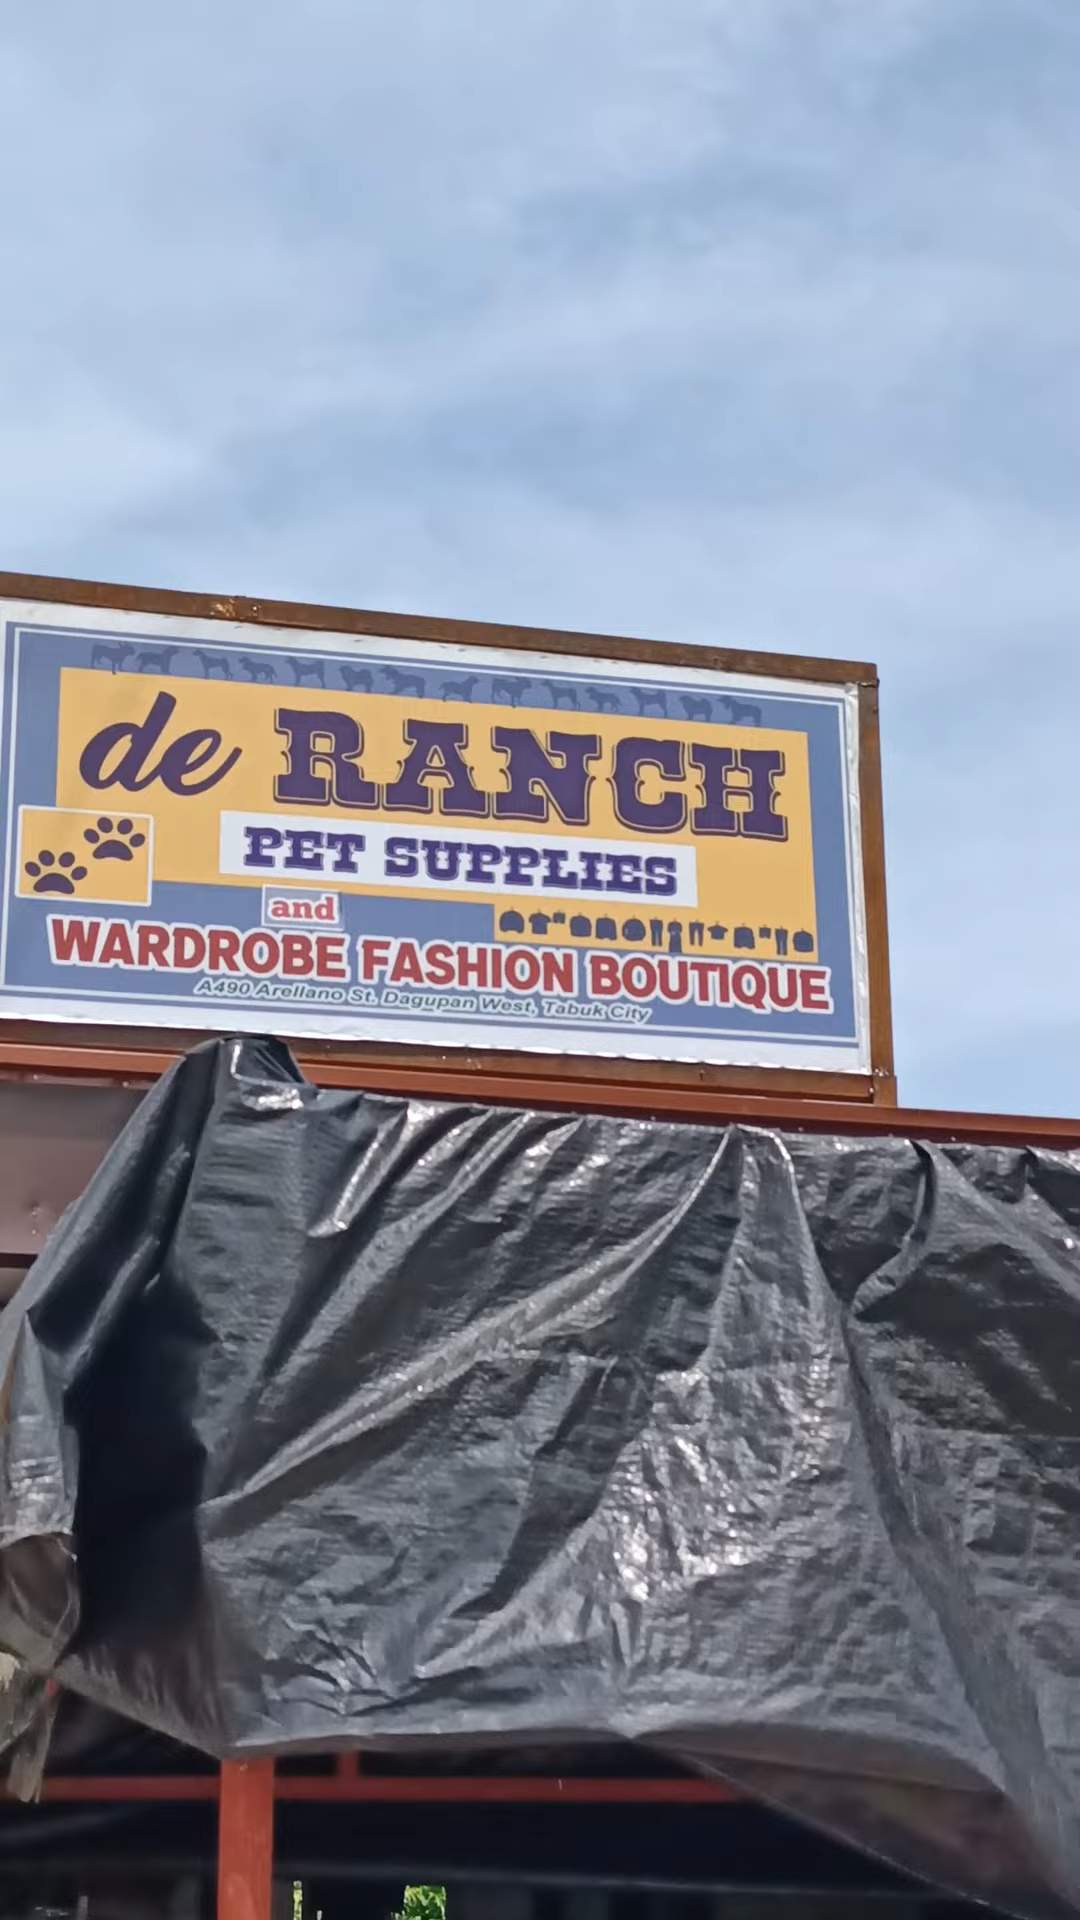 de RANCH
PET SUPPLIES
and
WARDROBE FASHION BOUTIQUE
A490 Arellano St. Dagupan West, Tabuk City